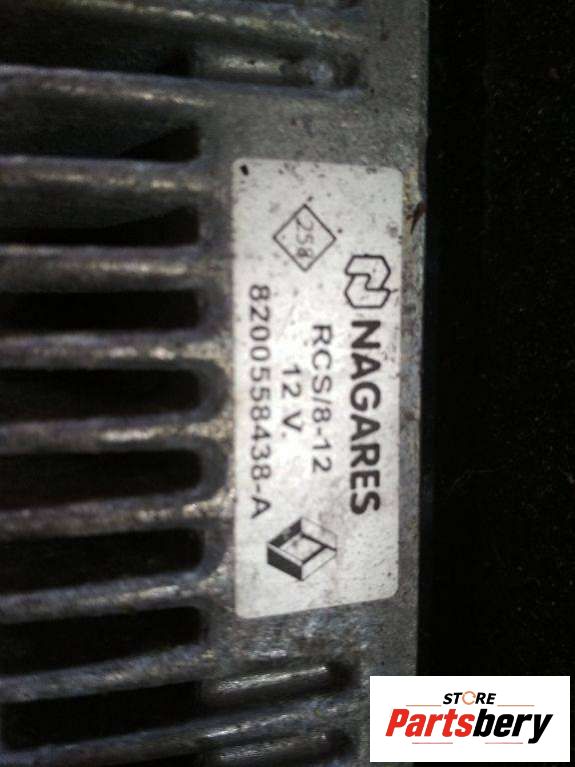 NAGARES
258
RCS/8-12
12 V.
8200558438-A
STORE
Partsbery